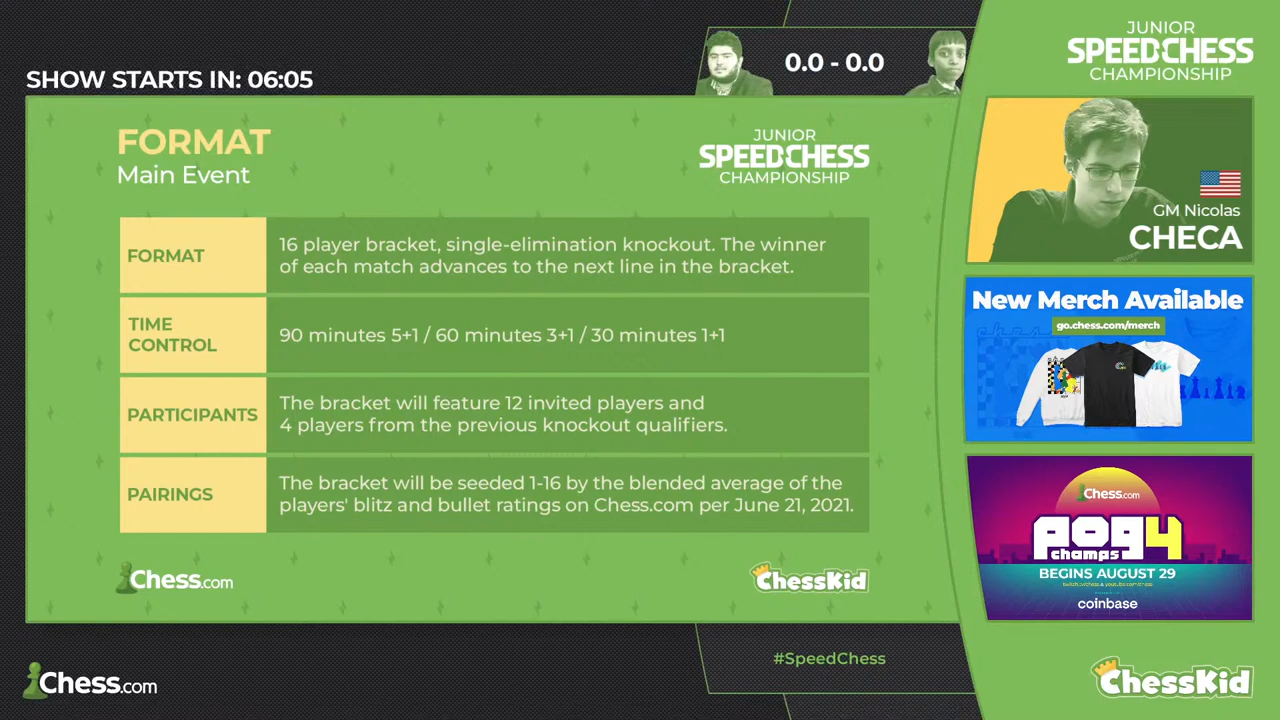 SHOW STARTS IN: 06:05
0.0 - 0.0
JUNIOR
SPEEDCHESS
CHAMPIONSHIP
FORMAT
Main Event
JUNIOR
SPEEDCHESS
CHAMPIONSHIP
FORMAT
16 player bracket, single-elimination knockout. The winner
of each match advances to the next line in the bracket.
TIME
CONTROL
90 minutes 5+1 / 60 minutes 3+1 / 30 minutes 1+1
PARTICIPANTS
The bracket will feature 12 invited players and
4 players from the previous knockout qualifiers.
PAIRINGS
The bracket will be seeded 1-16 by the blended average of the
players' blitz and bullet ratings on Chess.com per June 21, 2021.
Chess.com
ChessKid
GM Nicolas
CHECA
New Merch Available
go.chess.com/merch
Chess.com
pog4
champs
BEGINS AUGUST 29
coinbase
#SpeedChess
Chess.com
ChessKid